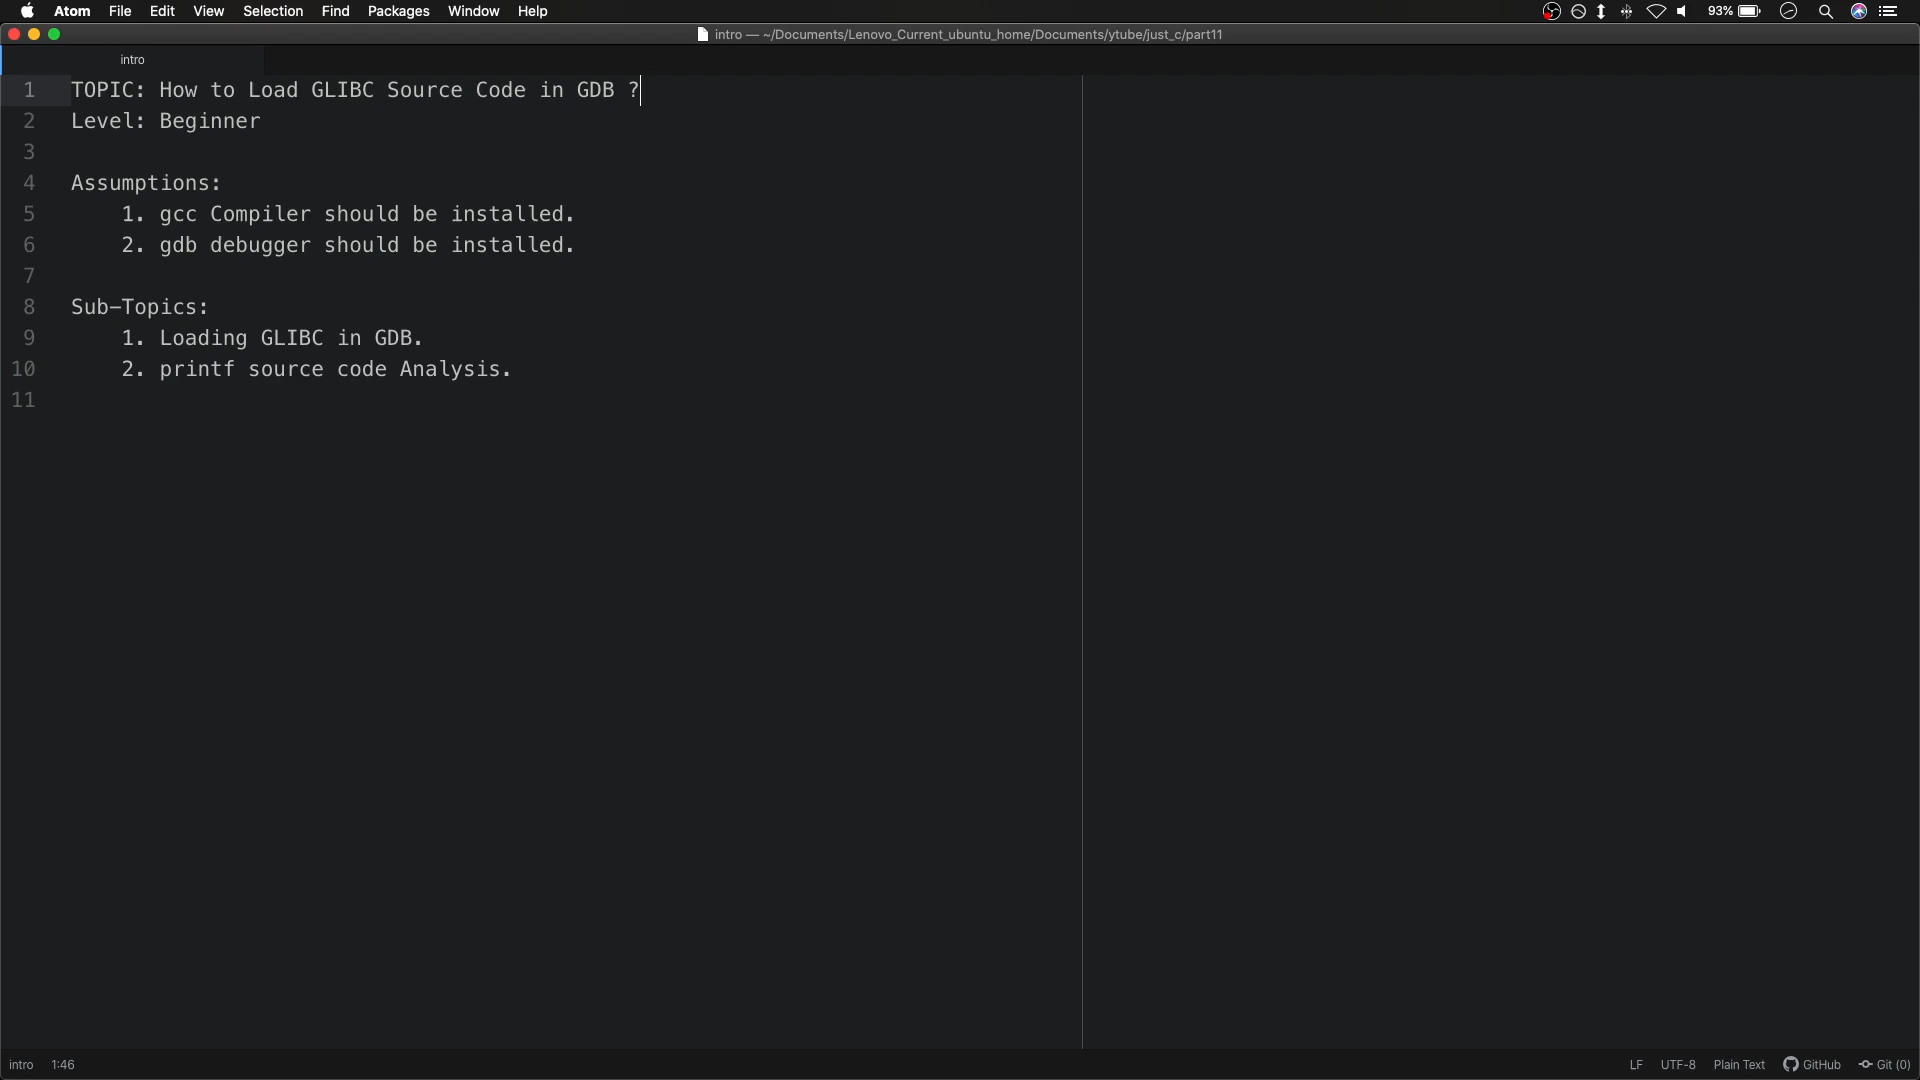 Atom File Edit View Selection Find Packages Window Help 93%
intro — ~/Documents/Lenovo_Current_ubuntu_home/Documents/ytube/just_c/part11
intro
1 TOPIC: How to Load GLIBC Source Code in GDB ?
2 Level: Beginner
3
4 Assumptions:
5 1. gcc Compiler should be installed.
6 2. gdb debugger should be installed.
7
8 Sub-Topics:
9 1. Loading GLIBC in GDB.
10 2. printf source code Analysis.
11
intro 1:46 LF UTF-8 Plain Text GitHub Git (0)